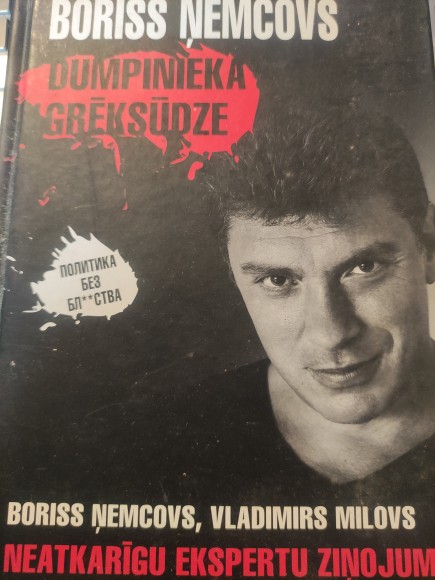 BORISS ŅEMCOVS
DUMPINIEKA
GRĒKSŪDZE
ПОЛИТИКА
БЕЗ
БЛ**СТВА
BORISS ŅEMCOVS, VLADIMIRS MILOVS
NEATKARĪGU EKSPERTU ZIŅOJUM